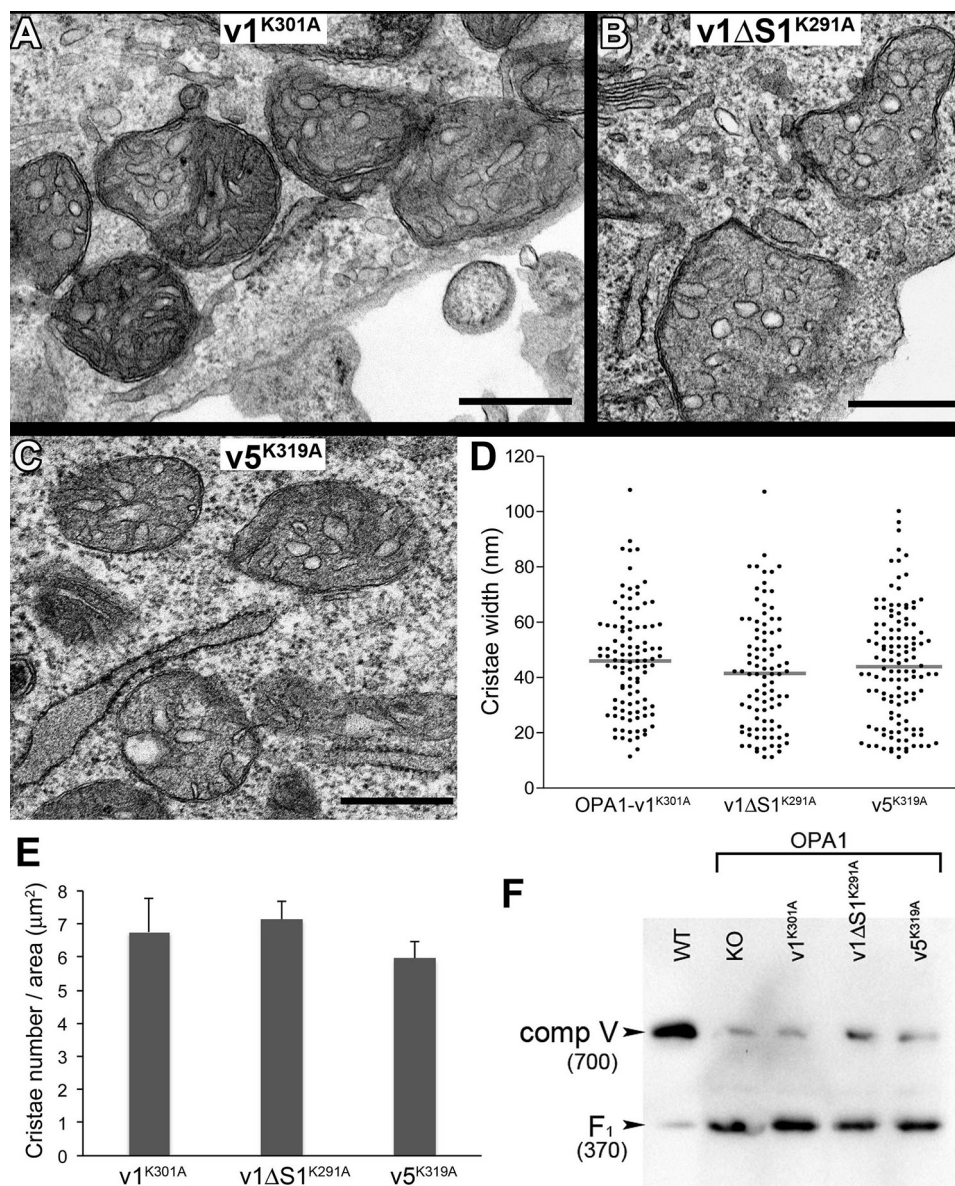 A
v1K301A
B
v1ΔS1K291A
C
v5K319A
D
120
100
80
60
40
20
0
Cristae width (nm)
OPA1-v1K301A
v1ΔS1K291A
v5K319A
E
8
7
6
5
4
3
2
1
0
Cristae number / area (µm²)
v1K301A
v1ΔS1K291A
v5K319A
F
OPA1
WT
KO
v1K301A
v1ΔS1K291A
v5K319A
comp V
(700)
F₁
(370)